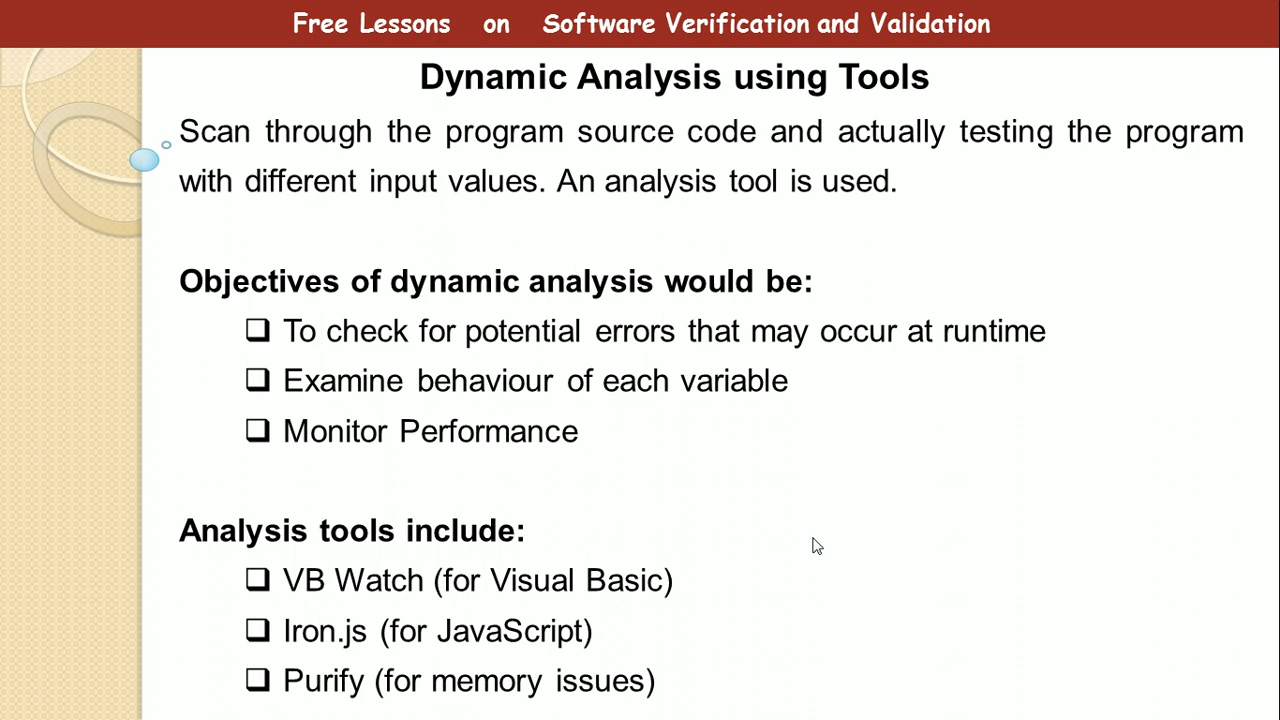 Free Lessons on Software Verification and Validation
Dynamic Analysis using Tools
Scan through the program source code and actually testing the program
with different input values. An analysis tool is used.
Objectives of dynamic analysis would be:
❑ To check for potential errors that may occur at runtime
❑ Examine behaviour of each variable
❑ Monitor Performance
Analysis tools include:
❑ VB Watch (for Visual Basic)
❑ Iron.js (for JavaScript)
❑ Purify (for memory issues)